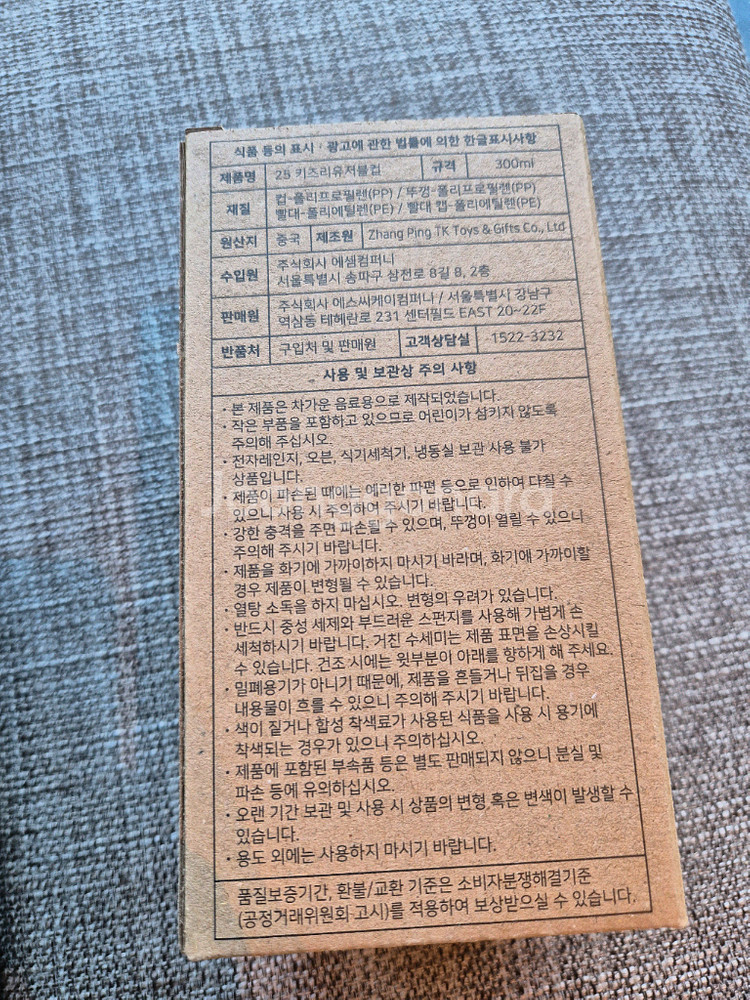 식품 등의 표시 · 광고에 관한 법률에 의한 한글표시사항
제품명 25 키즈리유저블컵 규격 300ml
재질 컵-폴리프로필렌(PP) / 뚜껑-폴리프로필렌(PP)
빨대-폴리에틸렌(PE) / 빨대 캡-폴리에틸렌(PE)
원산지 중국 제조원 Zhang Ping TK Toys & Gifts Co., Ltd
수입원 주식회사 에셈컴퍼니
서울특별시 송파구 삼전로 8길 8, 2층
판매원 주식회사 에스씨케이컴퍼니 / 서울특별시 강남구
역삼동 테헤란로 231 센터필드 EAST 20~22F
반품처 구입처 및 판매원 고객상담실 1522-3232
사용 및 보관상 주의 사항
· 본 제품은 차가운 음료용으로 제작되었습니다.
· 작은 부품을 포함하고 있으므로 어린이가 삼키지 않도록
주의해 주십시오.
· 전자레인지, 오븐, 식기세척기, 냉동실 보관 사용 불가
상품입니다.
· 제품이 파손된 때에는 예리한 파편 등으로 인하여 다칠 수
있으니 사용 시 주의하여 주시기 바랍니다.
· 강한 충격을 주면 파손될 수 있으며, 뚜껑이 열릴 수 있으니
주의해 주시기 바랍니다.
· 제품을 화기에 가까이하지 마시기 바라며, 화기에 가까이할
경우 제품이 변형될 수 있습니다.
· 열탕 소독을 하지 마십시오. 변형의 우려가 있습니다.
· 반드시 중성 세제와 부드러운 스펀지를 사용해 가볍게 손
세척하시기 바랍니다. 거친 수세미는 제품 표면을 손상시킬
수 있습니다. 건조 시에는 윗부분이 아래를 향하게 해 주세요.
· 밀폐용기가 아니기 때문에, 제품을 흔들거나 뒤집을 경우
내용물이 흐를 수 있으니 주의해 주시기 바랍니다.
· 색이 짙거나 합성 착색료가 사용된 식품을 사용 시 용기에
착색되는 경우가 있으니 주의하십시오.
· 제품에 포함된 부속품 등은 별도 판매되지 않으니 분실 및
파손 등에 유의하십시오.
· 오랜 기간 보관 및 사용 시 상품의 변형 혹은 변색이 발생할 수
있습니다.
· 용도 외에는 사용하지 마시기 바랍니다.
품질보증기간, 환불/교환 기준은 소비자분쟁해결기준
(공정거래위원회 고시)를 적용하여 보상받으실 수 있습니다.